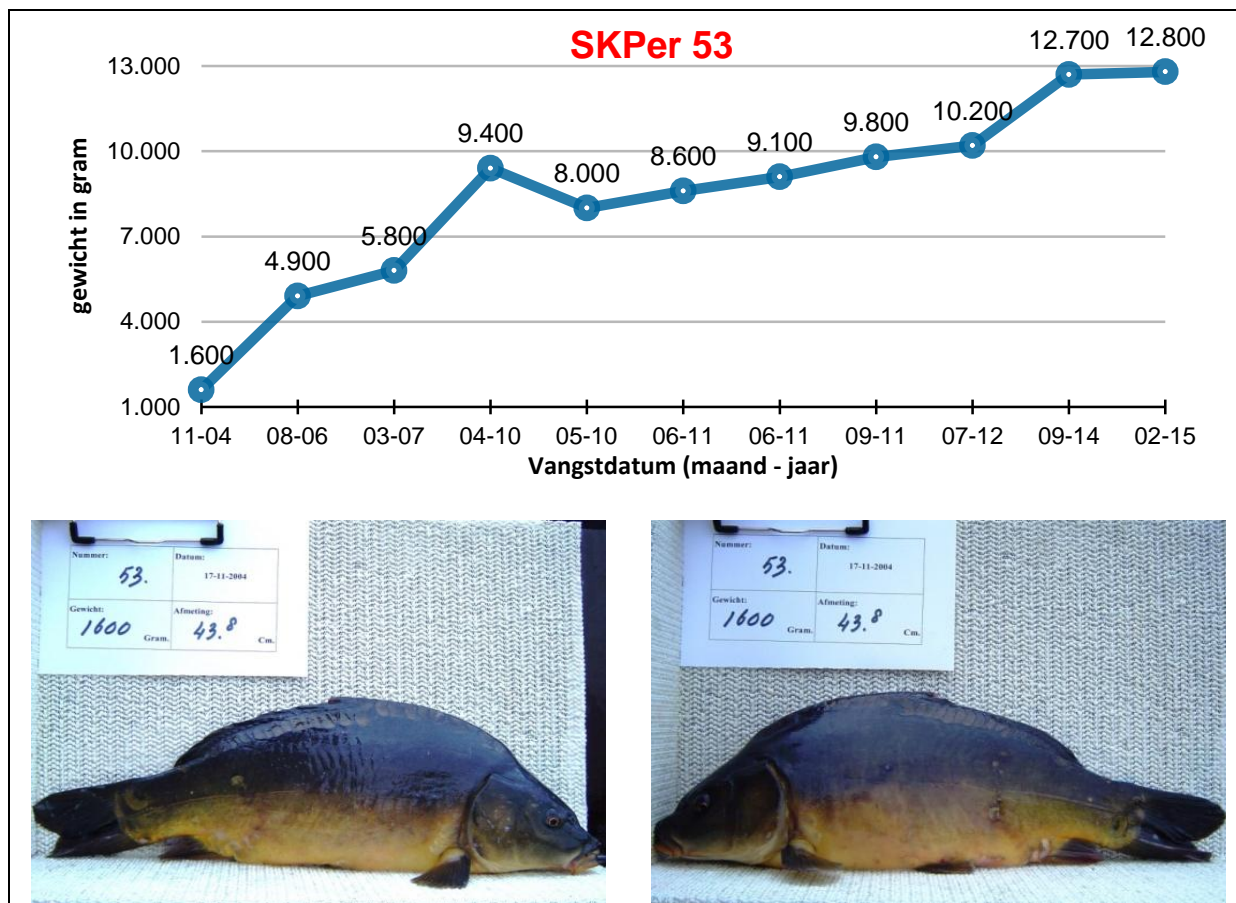 SKPer 53
12.700 12.800
13.000
10.200
9.800
9.400
9.100
8.600
8.000
10.000
5.800
4.900
7.000
4.000
1.600
1.000
gewicht in gram
11-04 08-06 03-07 04-10 05-10 06-11 06-11 09-11 07-12 09-14 02-15
Vangstdatum (maand - jaar)
Nummer: Datum:
53. 17-11-2004
Gewicht: Afmeting:
1600 Gram. 43.8 Cm.
Nummer: Datum:
53. 17-11-2004
Gewicht: Afmeting:
1600 Gram. 43.8 Cm.